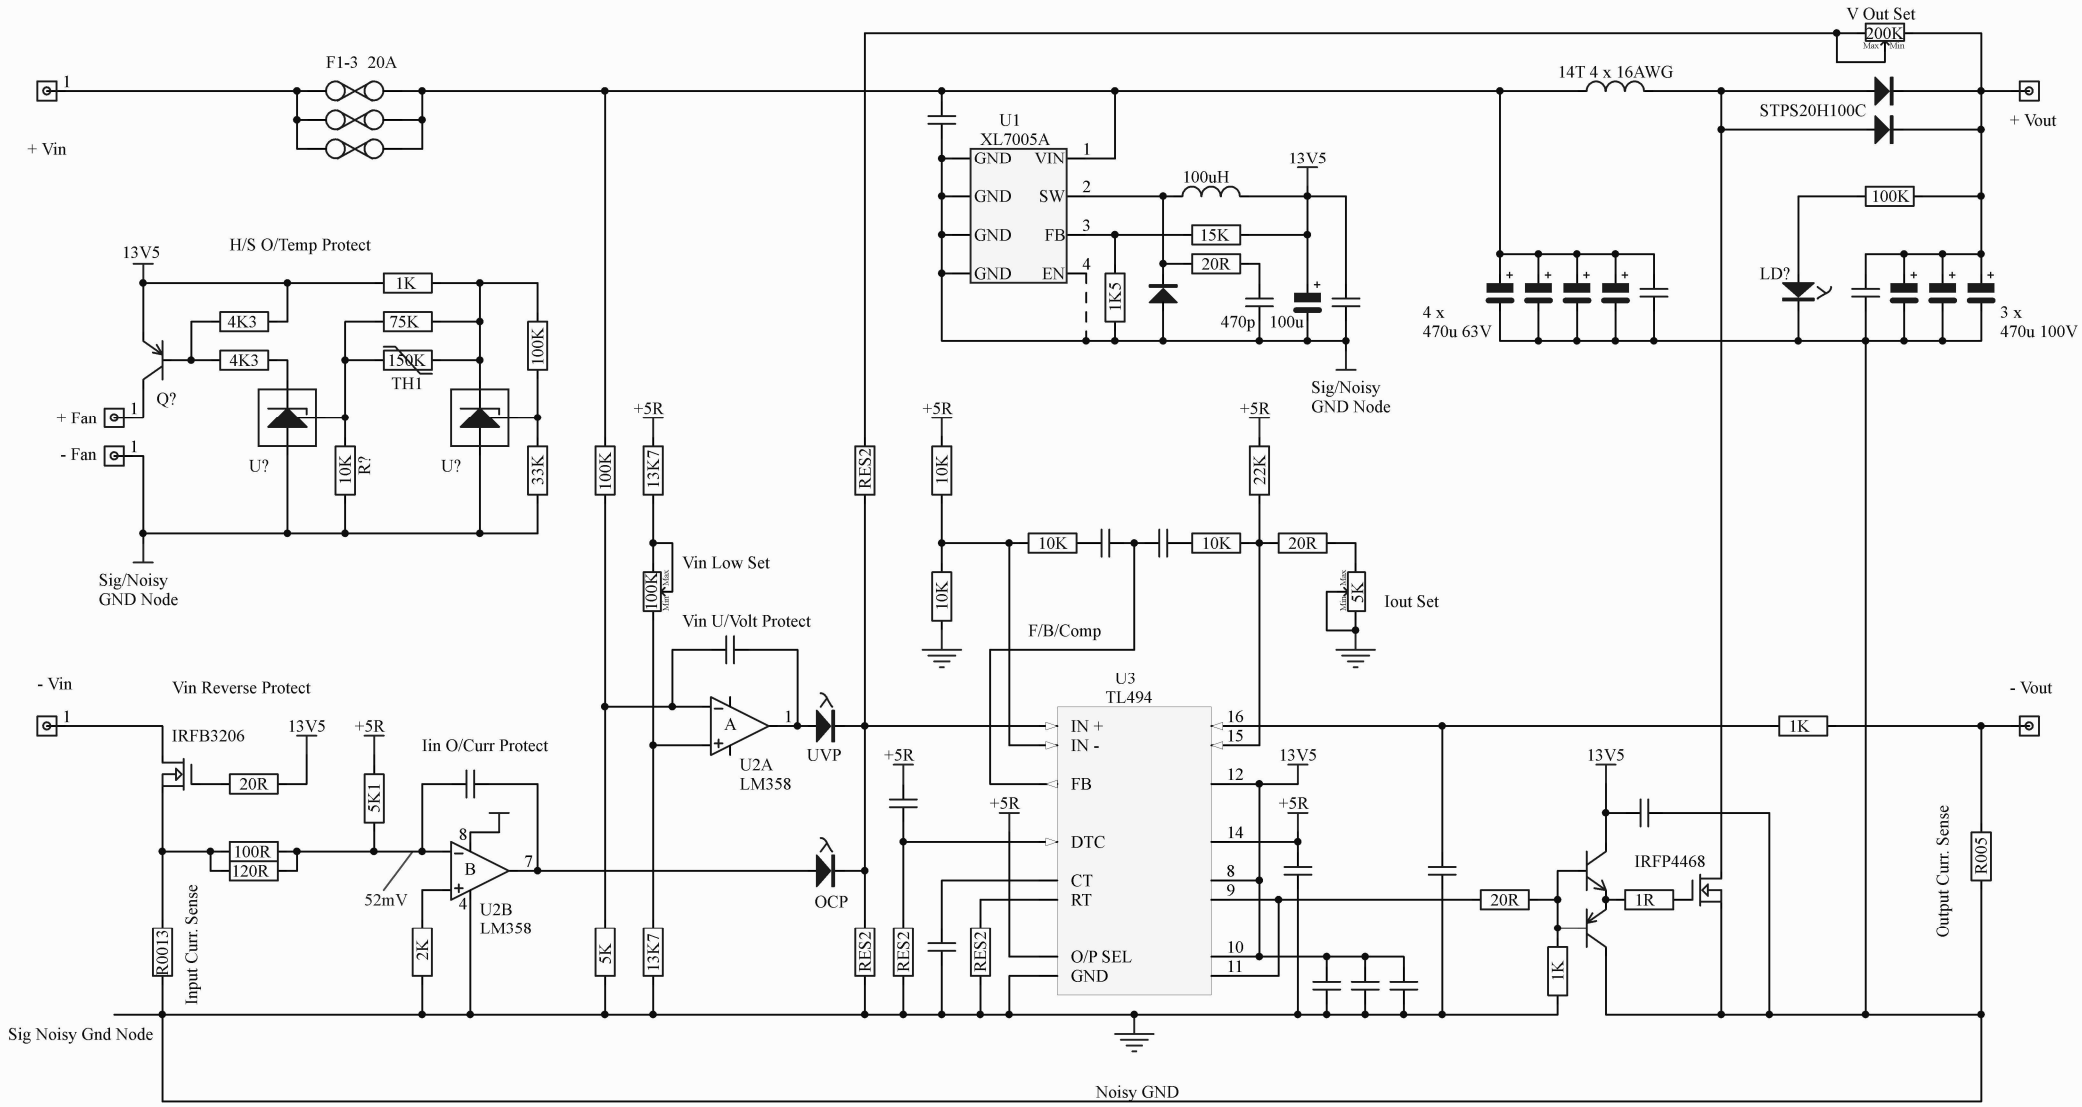 V Out Set
200K
Max Min
F1-3 20A
1
+ Vin
14T 4 x 16AWG
STPS20H100C
+ Vout
U1
XL7005A
GND VIN 1
GND SW 2
GND FB 3
GND EN 4
100uH
13V5
15K
20R
1K5
470p
100u
Sig/Noisy
GND Node
100K
LD?
4 x
470u 63V
+
+
+
+
+
+
+
+
3 x
470u 100V
H/S O/Temp Protect
13V5
1K
4K3
75K
4K3
150K
TH1
100K
Q?
+ Fan
1
- Fan
1
U?
10K
R?
U?
33K
Sig/Noisy
GND Node
+5R
100K
13K7
RES2
+5R
10K
+5R
22K
Vin Low Set
100K
Min Max
10K
10K
20R
10K
5K
Min Max
Iout Set
Vin U/Volt Protect
F/B/Comp
- Vin
1
Vin Reverse Protect
IRFB3206
13V5
+5R
20R
Iin O/Curr Protect
5K1
100R
120R
52mV
8
−
B
+
4
7
U2B
LM358
−
A
+
1
U2A
LM358
UVP
OCP
R0013
Input Curr. Sense
2K
5K
13K7
RES2
RES2
RES2
+5R
+5R
U3
TL494
IN + 16
IN - 15
FB 12
DTC 14
CT 8
RT 9
O/P SEL 10
GND 11
13V5
+5R
1K
- Vout
13V5
20R
1K
1R
IRFP4468
Output Curr. Sense
R005
Sig Noisy Gnd Node
Noisy GND